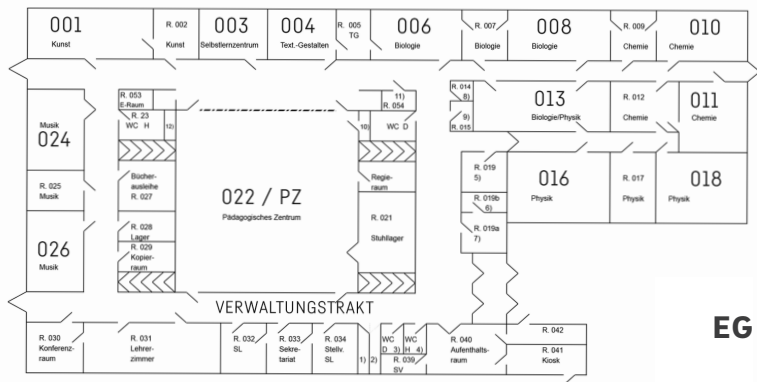 001
Kunst
R. 002
Kunst
003
Selbstlernzentrum
004
Text.-Gestalten
R. 005
TG
006
Biologie
R. 007
Biologie
008
Biologie
R. 009
Chemie
010
Chemie
R. 053
E-Raum
R. 23
WC H
12)
11)
R. 054
10)
WC D
R. 014
8)
9)
R. 015
013
Biologie/Physik
R. 012
Chemie
011
Chemie
Musik
024
R. 025
Musik
026
Musik
Bücher-
ausleihe
R. 027
R. 028
Lager
R. 029
Kopier-
raum
022 / PZ
Pädagogisches Zentrum
Regie-
raum
R. 021
Stuhllager
R. 019
5)
R. 019b
6)
R. 019a
7)
016
Physik
R. 017
Physik
018
Physik
VERWALTUNGSTRAKT
R. 030
Konferenz-
raum
R. 031
Lehrer-
zimmer
R. 032
SL
R. 033
Sekre-
tariat
R. 034
Stellv.
SL
1)
2)
WC
D 3)
WC
H 4)
R. 039
SV
R. 040
Aufenthalts-
raum
R. 042
R. 041
Kiosk
EG